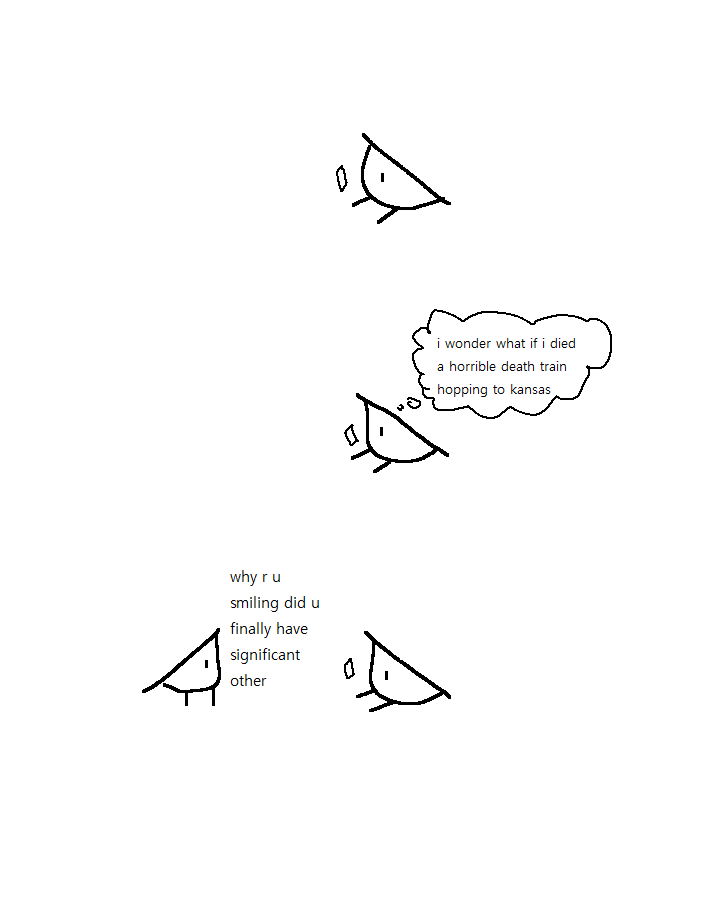 i wonder what if i died
a horrible death train
hopping to kansas
why r u
smiling did u
finally have
significant
other